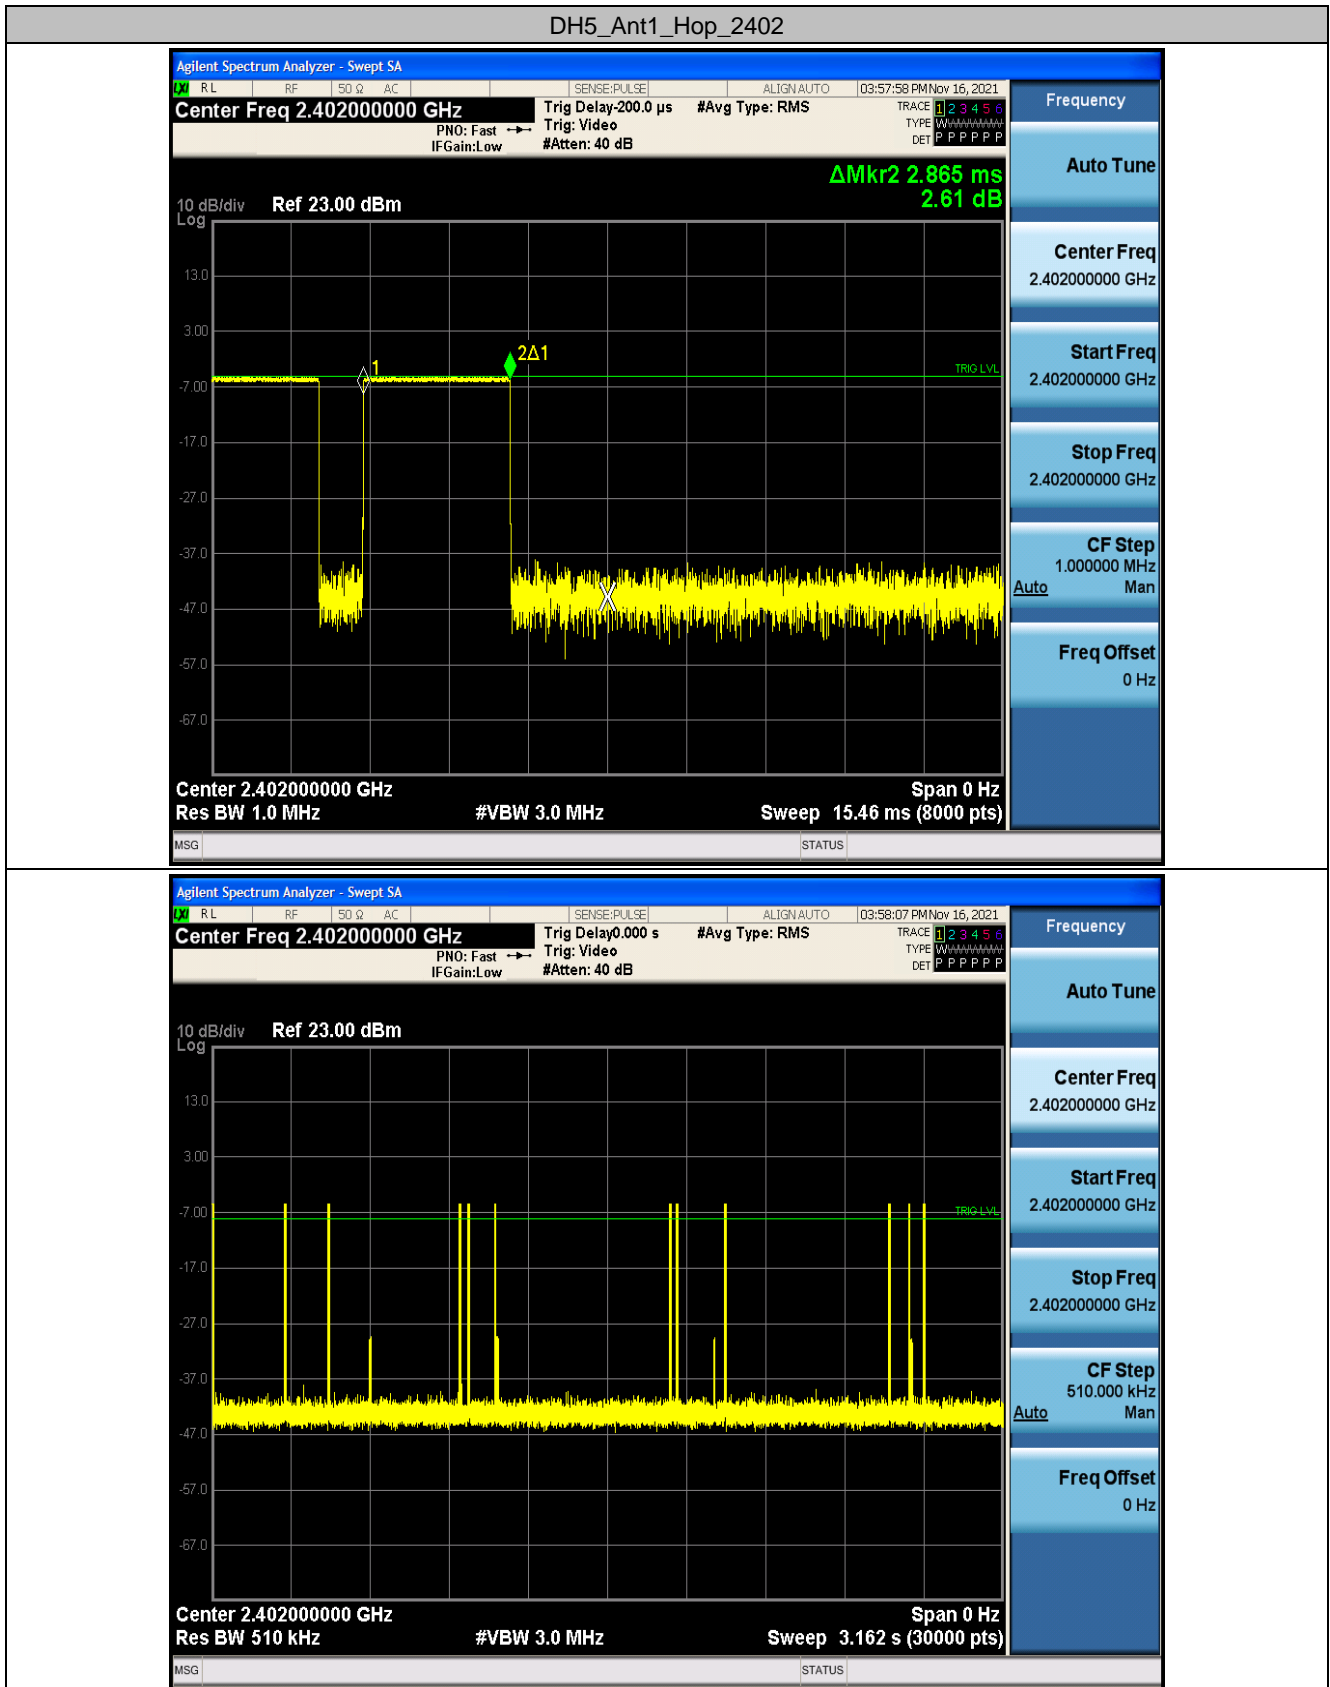 DH5_Ant1_Hop_2402
Agilent Spectrum Analyzer - Swept SA
LXI RL RF 50 Ω AC SENSE:PULSE ALIGN AUTO 03:57:58 PM Nov 16, 2021
Center Freq 2.402000000 GHz
PNO: Fast
IFGain:Low
Trig Delay-200.0 µs
Trig: Video
#Atten: 40 dB
#Avg Type: RMS
TRACE 1 2 3 4 5 6
TYPE WWWWWW
DET P P P P P P
ΔMkr2 2.865 ms
2.61 dB
10 dB/div Ref 23.00 dBm
Log
13.0
3.00
-7.00
-17.0
-27.0
-37.0
-47.0
-57.0
-67.0
1
2Δ1
TRIG LVL
Center 2.402000000 GHz Span 0 Hz
Res BW 1.0 MHz #VBW 3.0 MHz Sweep 15.46 ms (8000 pts)
MSG STATUS
Frequency
Auto Tune
Center Freq
2.402000000 GHz
Start Freq
2.402000000 GHz
Stop Freq
2.402000000 GHz
CF Step
1.000000 MHz
Auto Man
Freq Offset
0 Hz
Agilent Spectrum Analyzer - Swept SA
LXI RL RF 50 Ω AC SENSE:PULSE ALIGN AUTO 03:58:07 PM Nov 16, 2021
Center Freq 2.402000000 GHz
PNO: Fast
IFGain:Low
Trig Delay0.000 s
Trig: Video
#Atten: 40 dB
#Avg Type: RMS
TRACE 1 2 3 4 5 6
TYPE WWWWWW
DET P P P P P P
10 dB/div Ref 23.00 dBm
Log
13.0
3.00
-7.00
-17.0
-27.0
-37.0
-47.0
-57.0
-67.0
TRIG LVL
Center 2.402000000 GHz Span 0 Hz
Res BW 510 kHz #VBW 3.0 MHz Sweep 3.162 s (30000 pts)
MSG STATUS
Frequency
Auto Tune
Center Freq
2.402000000 GHz
Start Freq
2.402000000 GHz
Stop Freq
2.402000000 GHz
CF Step
510.000 kHz
Auto Man
Freq Offset
0 Hz